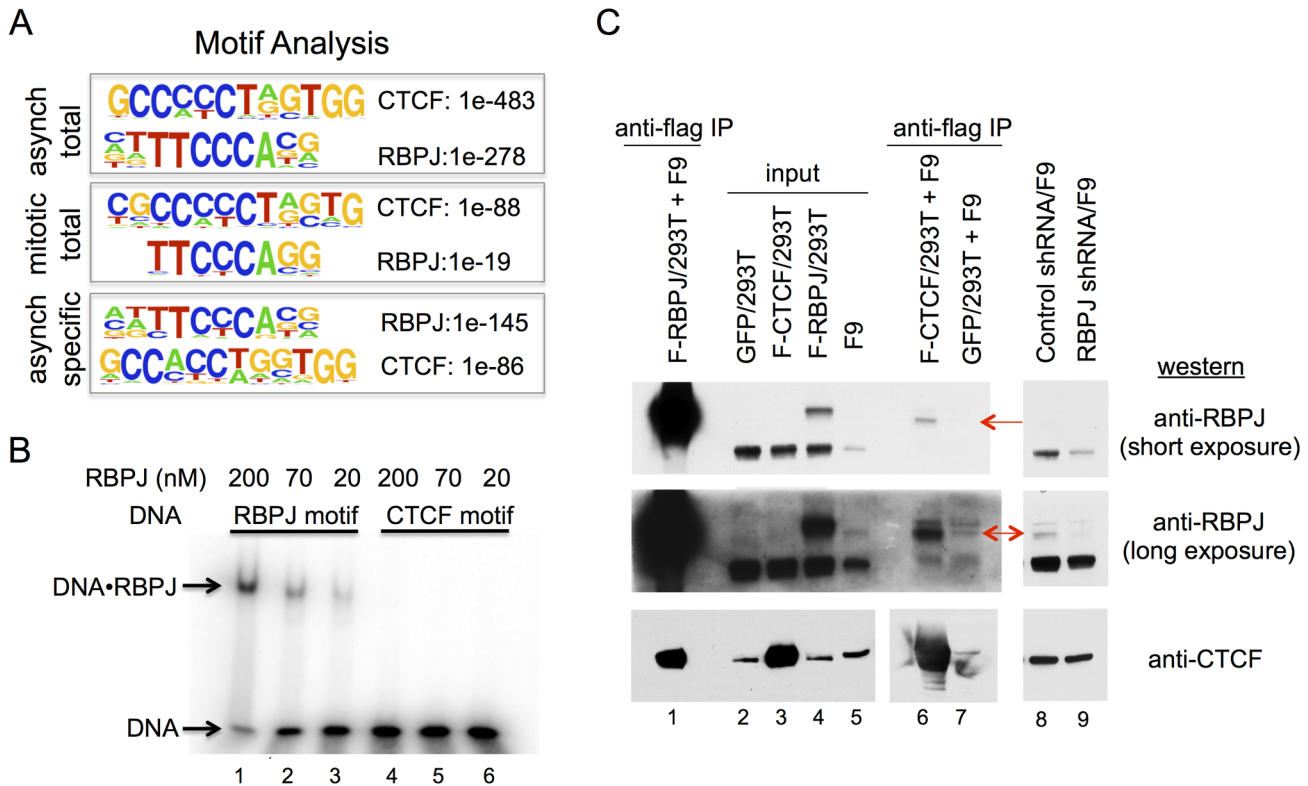 A
Motif Analysis
asynch
total
GCCACCTAGTGG CTCF: 1e-483
TTTCCCACG RBPJ:1e-278
mitotic
total
CGCCCCCTAGTG CTCF: 1e-88
TTCCCAGG RBPJ:1e-19
asynch
specific
ATTTCCCACG RBPJ:1e-145
GCCACCTGGTGG CTCF: 1e-86
B
RBPJ (nM) 200 70 20 200 70 20
DNA RBPJ motif CTCF motif
DNA•RBPJ
DNA
1 2 3 4 5 6
C
anti-flag IP
input
anti-flag IP
F-RBPJ/293T + F9
GFP/293T
F-CTCF/293T
F-RBPJ/293T
F9
F-CTCF/293T + F9
GFP/293T + F9
Control shRNA/F9
RBPJ shRNA/F9
western
anti-RBPJ
(short exposure)
anti-RBPJ
(long exposure)
anti-CTCF
1 2 3 4 5 6 7 8 9